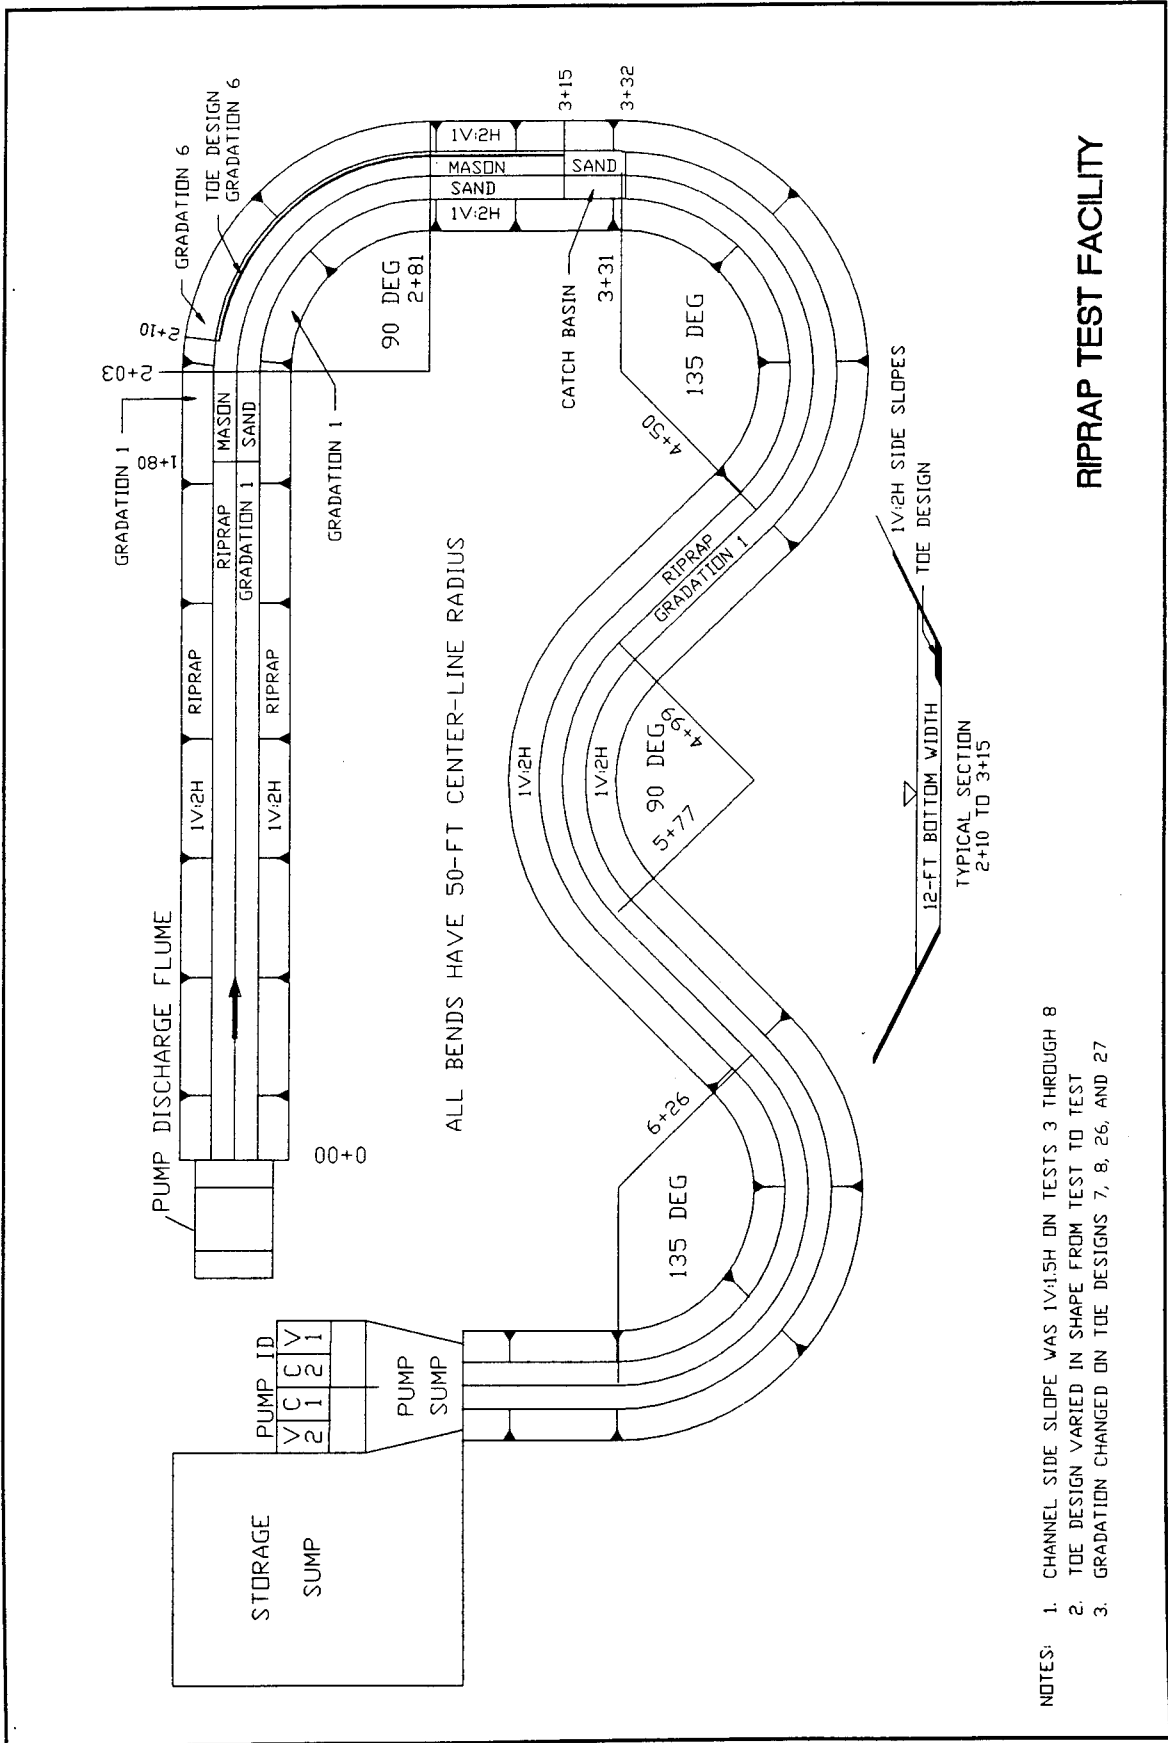 PUMP DISCHARGE FLUME
0+00
1V:2H
RIPRAP
1V:2H
RIPRAP
RIPRAP
GRADATION 1
1+80
MASON
SAND
GRADATION 1
2+03
2+10
GRADATION 6
TOE DESIGN
GRADATION 6
GRADATION 1
90 DEG
2+81
1V:2H
MASON
SAND
1V:2H
SAND
3+15
3+32
3+31
CATCH BASIN
135 DEG
4+50
RIPRAP
GRADATION 1
4+99
90 DEG
5+77
1V:2H
1V:2H
6+26
135 DEG
ALL BENDS HAVE 50-FT CENTER-LINE RADIUS
PUMP ID
V C C V
2 1 2 1
PUMP
SUMP
STORAGE
SUMP
1V:2H SIDE SLOPES
TOE DESIGN
12-FT BOTTOM WIDTH
TYPICAL SECTION
2+10 TO 3+15
NOTES: 1. CHANNEL SIDE SLOPE WAS 1V:1.5H ON TESTS 3 THROUGH 8
2. TOE DESIGN VARIED IN SHAPE FROM TEST TO TEST
3. GRADATION CHANGED ON TOE DESIGNS 7, 8, 26, AND 27
RIPRAP TEST FACILITY